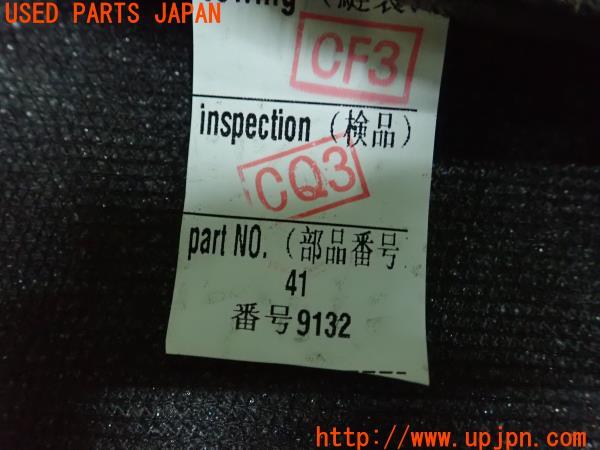 USED PARTS JAPAN
CF3
inspection (検品)
CQ3
part NO. (部品番号
41
番号9132
http://www.upjpn.com